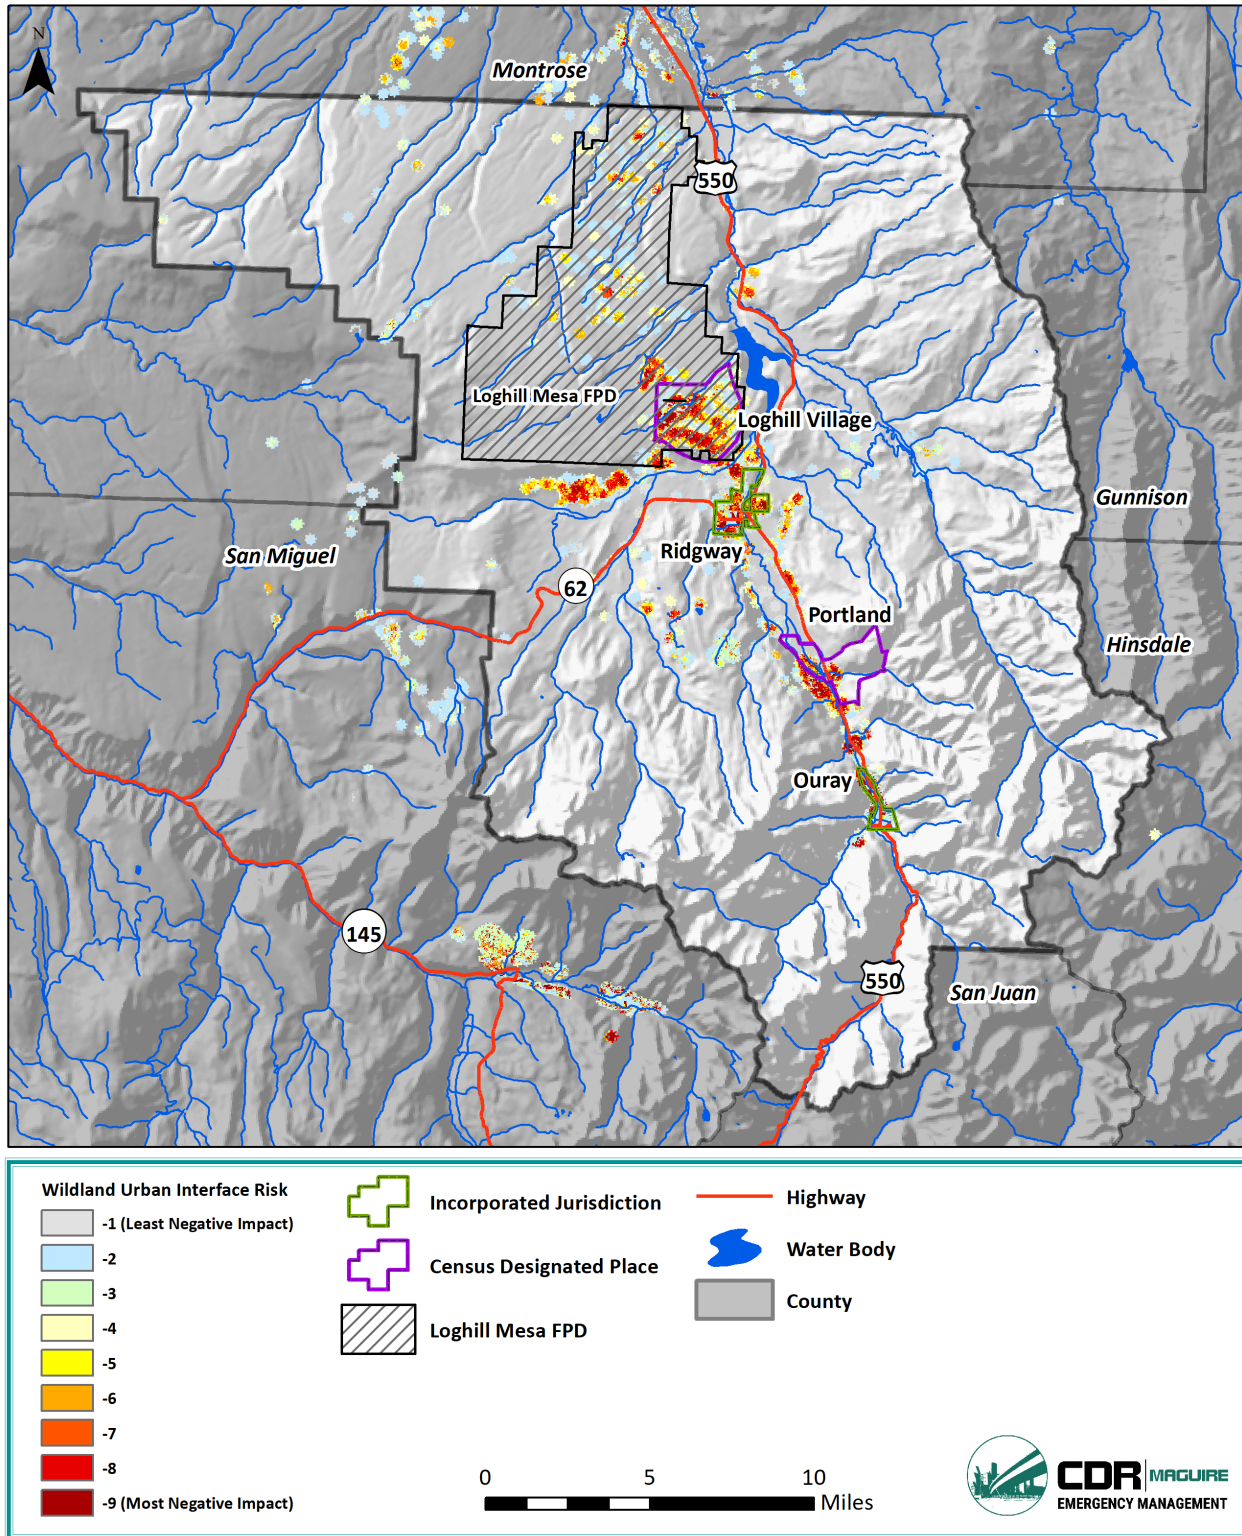 N
Montrose
550
Loghill Mesa FPD
Loghill Village
Gunnison
San Miguel
Ridgway
62
Portland
Hinsdale
Ouray
145
550
San Juan
Wildland Urban Interface Risk
-1 (Least Negative Impact)
-2
-3
-4
-5
-6
-7
-8
-9 (Most Negative Impact)
Incorporated Jurisdiction
Census Designated Place
Loghill Mesa FPD
Highway
Water Body
County
0 5 10
Miles
CDR MAGUIRE
EMERGENCY MANAGEMENT